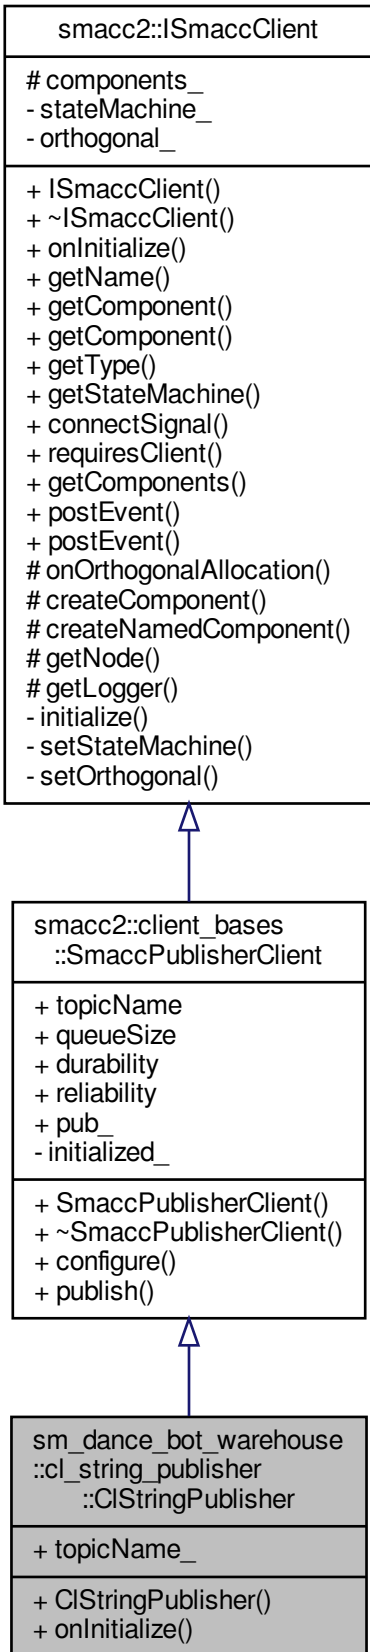 smacc2::ISmaccClient
# components_
- stateMachine_
- orthogonal_
+ ISmaccClient()
+ ~ISmaccClient()
+ onInitialize()
+ getName()
+ getComponent()
+ getComponent()
+ getType()
+ getStateMachine()
+ connectSignal()
+ requiresClient()
+ getComponents()
+ postEvent()
+ postEvent()
# onOrthogonalAllocation()
# createComponent()
# createNamedComponent()
# getNode()
# getLogger()
- initialize()
- setStateMachine()
- setOrthogonal()
smacc2::client_bases
::SmaccPublisherClient
+ topicName
+ queueSize
+ durability
+ reliability
+ pub_
- initialized_
+ SmaccPublisherClient()
+ ~SmaccPublisherClient()
+ configure()
+ publish()
sm_dance_bot_warehouse
::cl_string_publisher
::ClStringPublisher
+ topicName_
+ ClStringPublisher()
+ onInitialize()